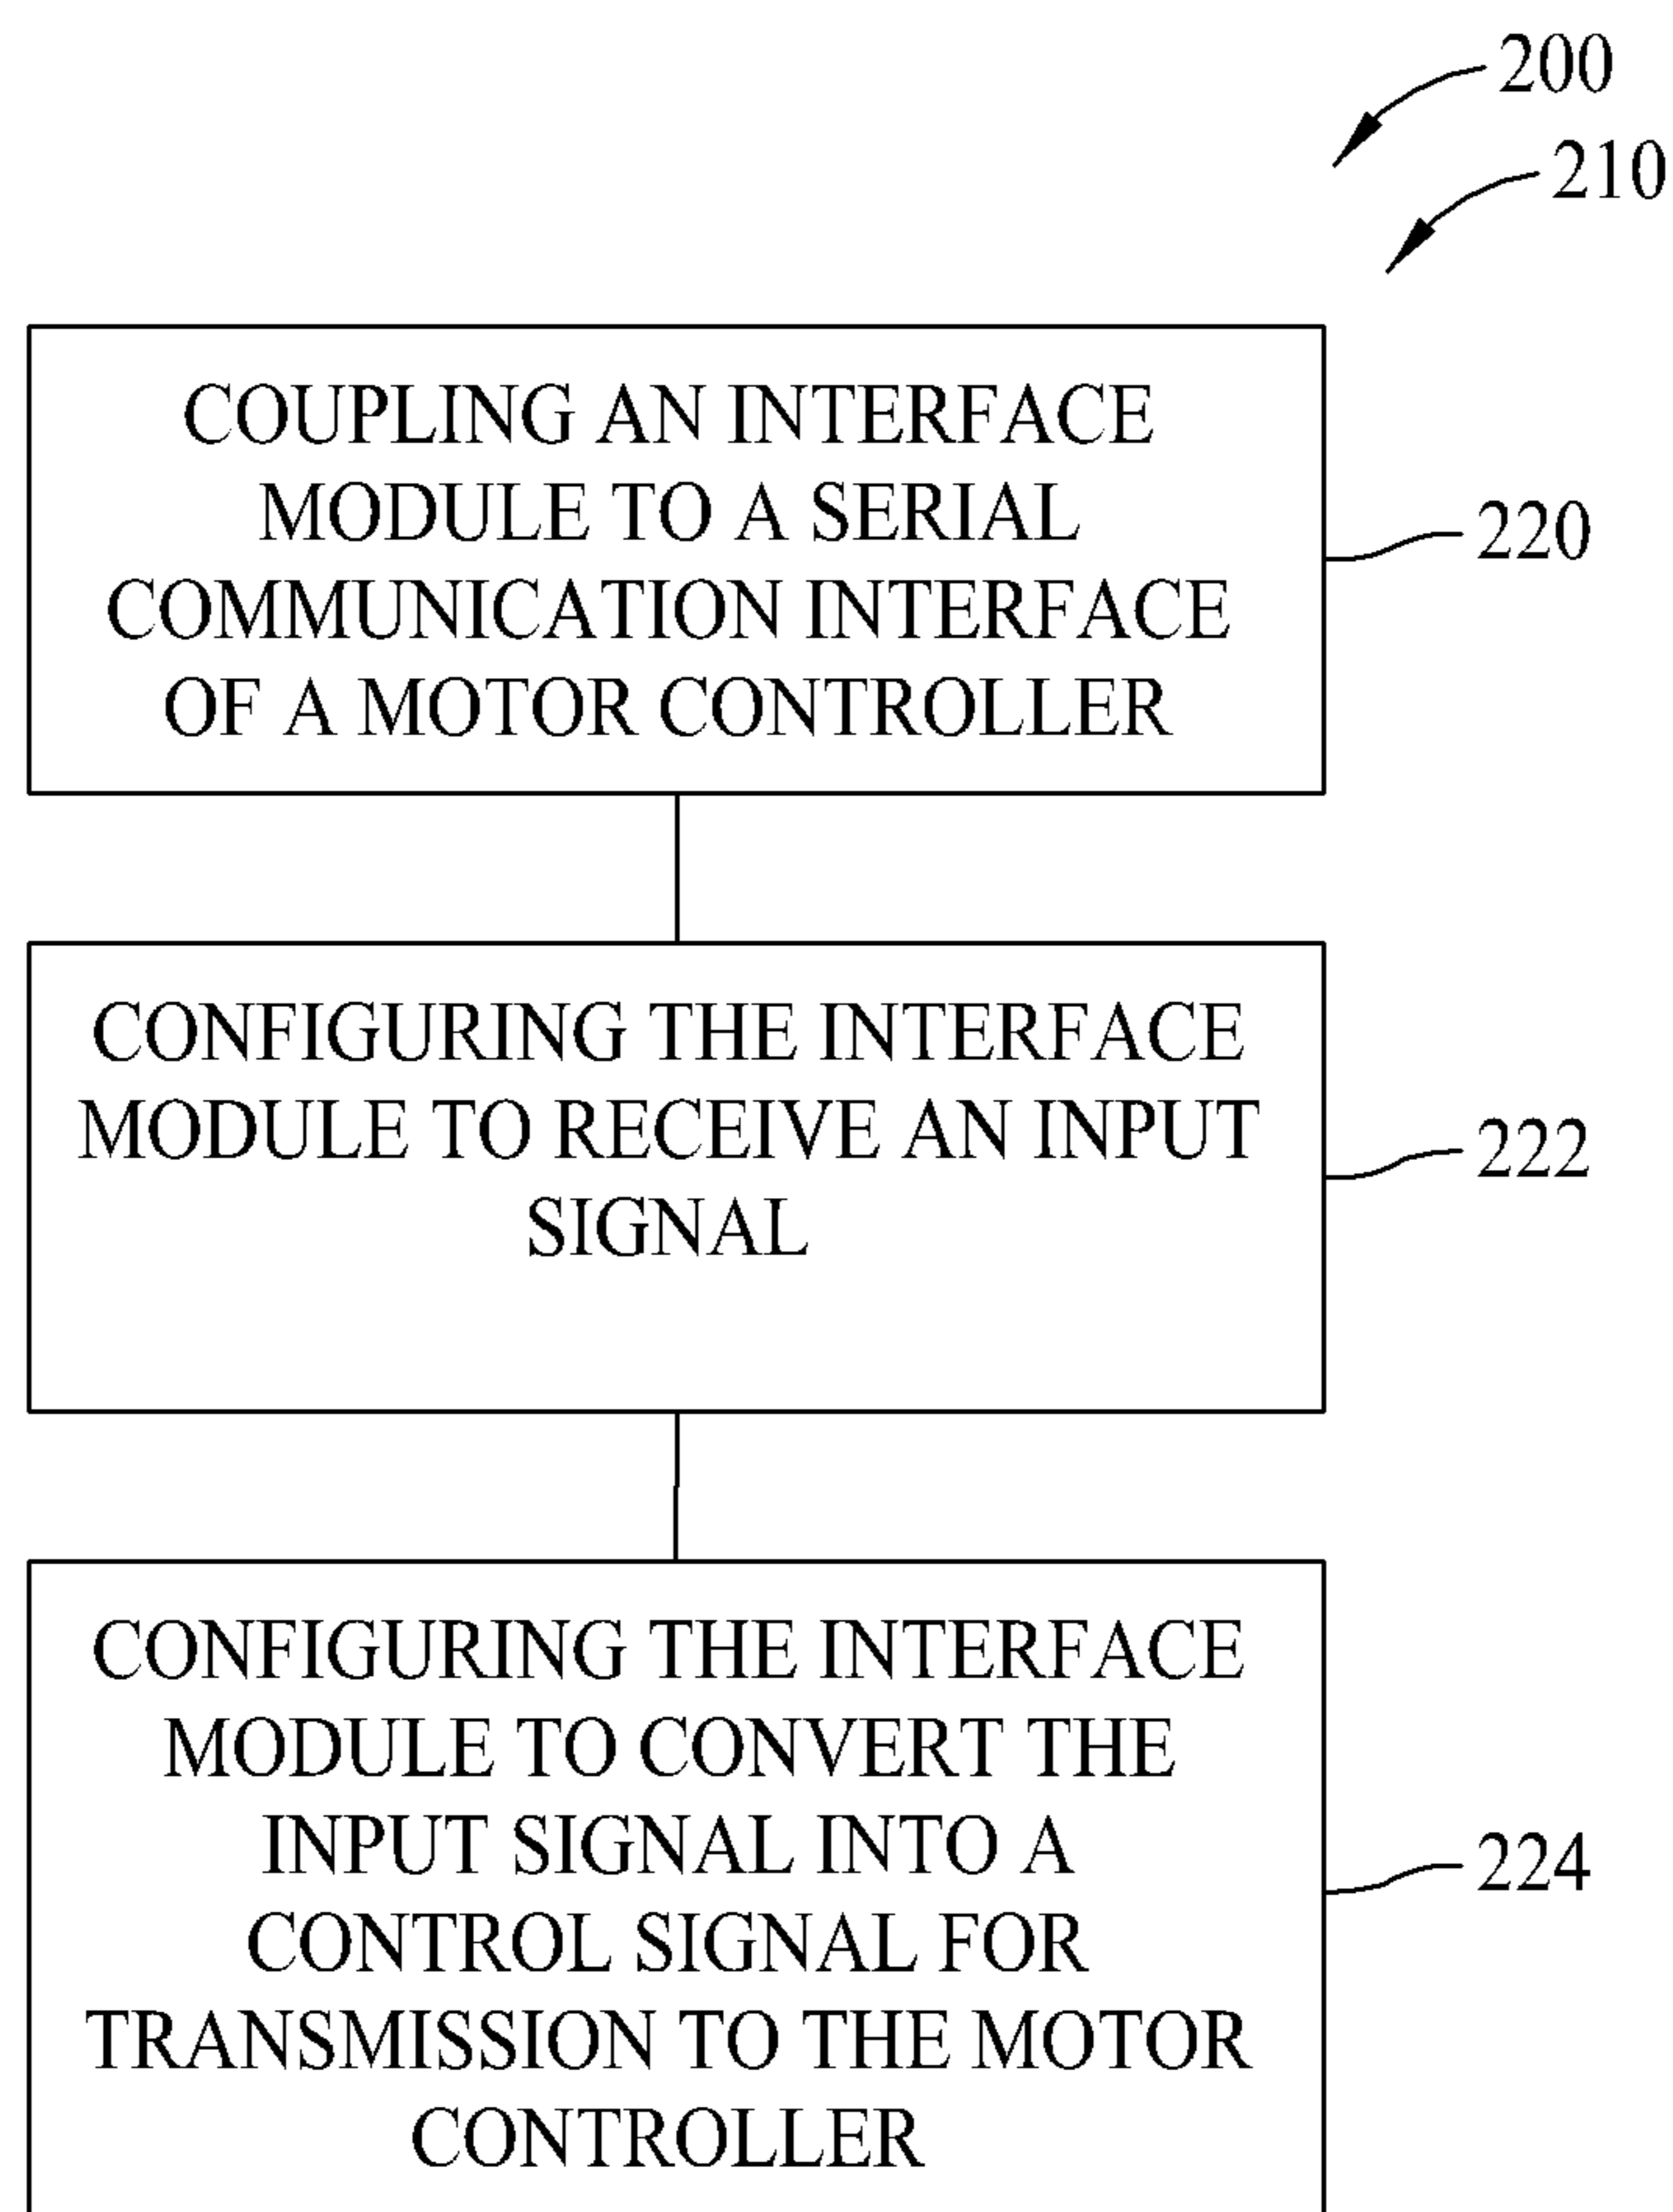 200
210
COUPLING AN INTERFACE
MODULE TO A SERIAL
COMMUNICATION INTERFACE
OF A MOTOR CONTROLLER
220
CONFIGURING THE INTERFACE
MODULE TO RECEIVE AN INPUT
SIGNAL
222
CONFIGURING THE INTERFACE
MODULE TO CONVERT THE
INPUT SIGNAL INTO A
CONTROL SIGNAL FOR
TRANSMISSION TO THE MOTOR
CONTROLLER
224